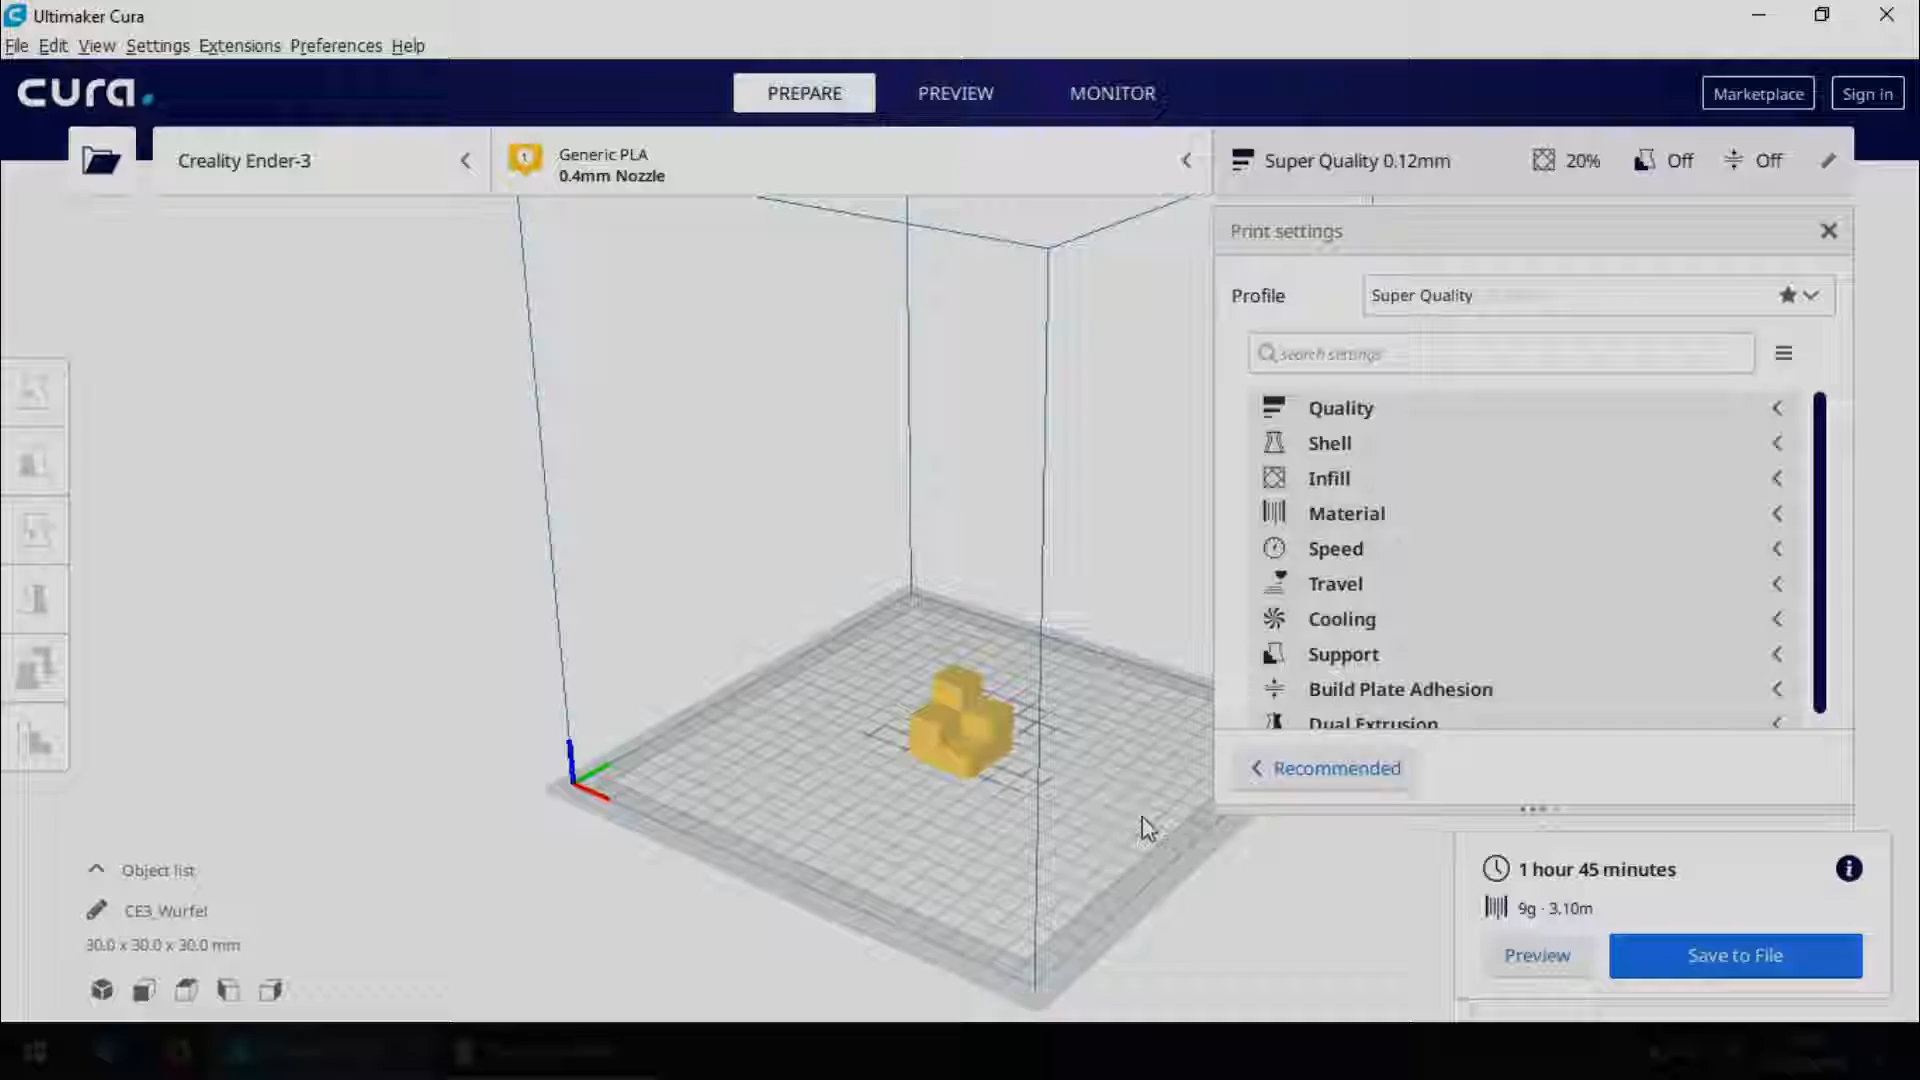 Ultimaker Cura
File Edit View Settings Extensions Preferences Help
cura.
PREPARE
PREVIEW
MONITOR
Marketplace
Sign in
Creality Ender-3
1
Generic PLA
0.4mm Nozzle
Super Quality 0.12mm
20%
Off
Off
Print settings
Profile
Super Quality
search settings
Quality
Shell
Infill
Material
Speed
Travel
Cooling
Support
Build Plate Adhesion
Dual Extrusion
Recommended
Object list
CE3_Wurfel
30.0 x 30.0 x 30.0 mm
1 hour 45 minutes
9g · 3.10m
Preview
Save to File